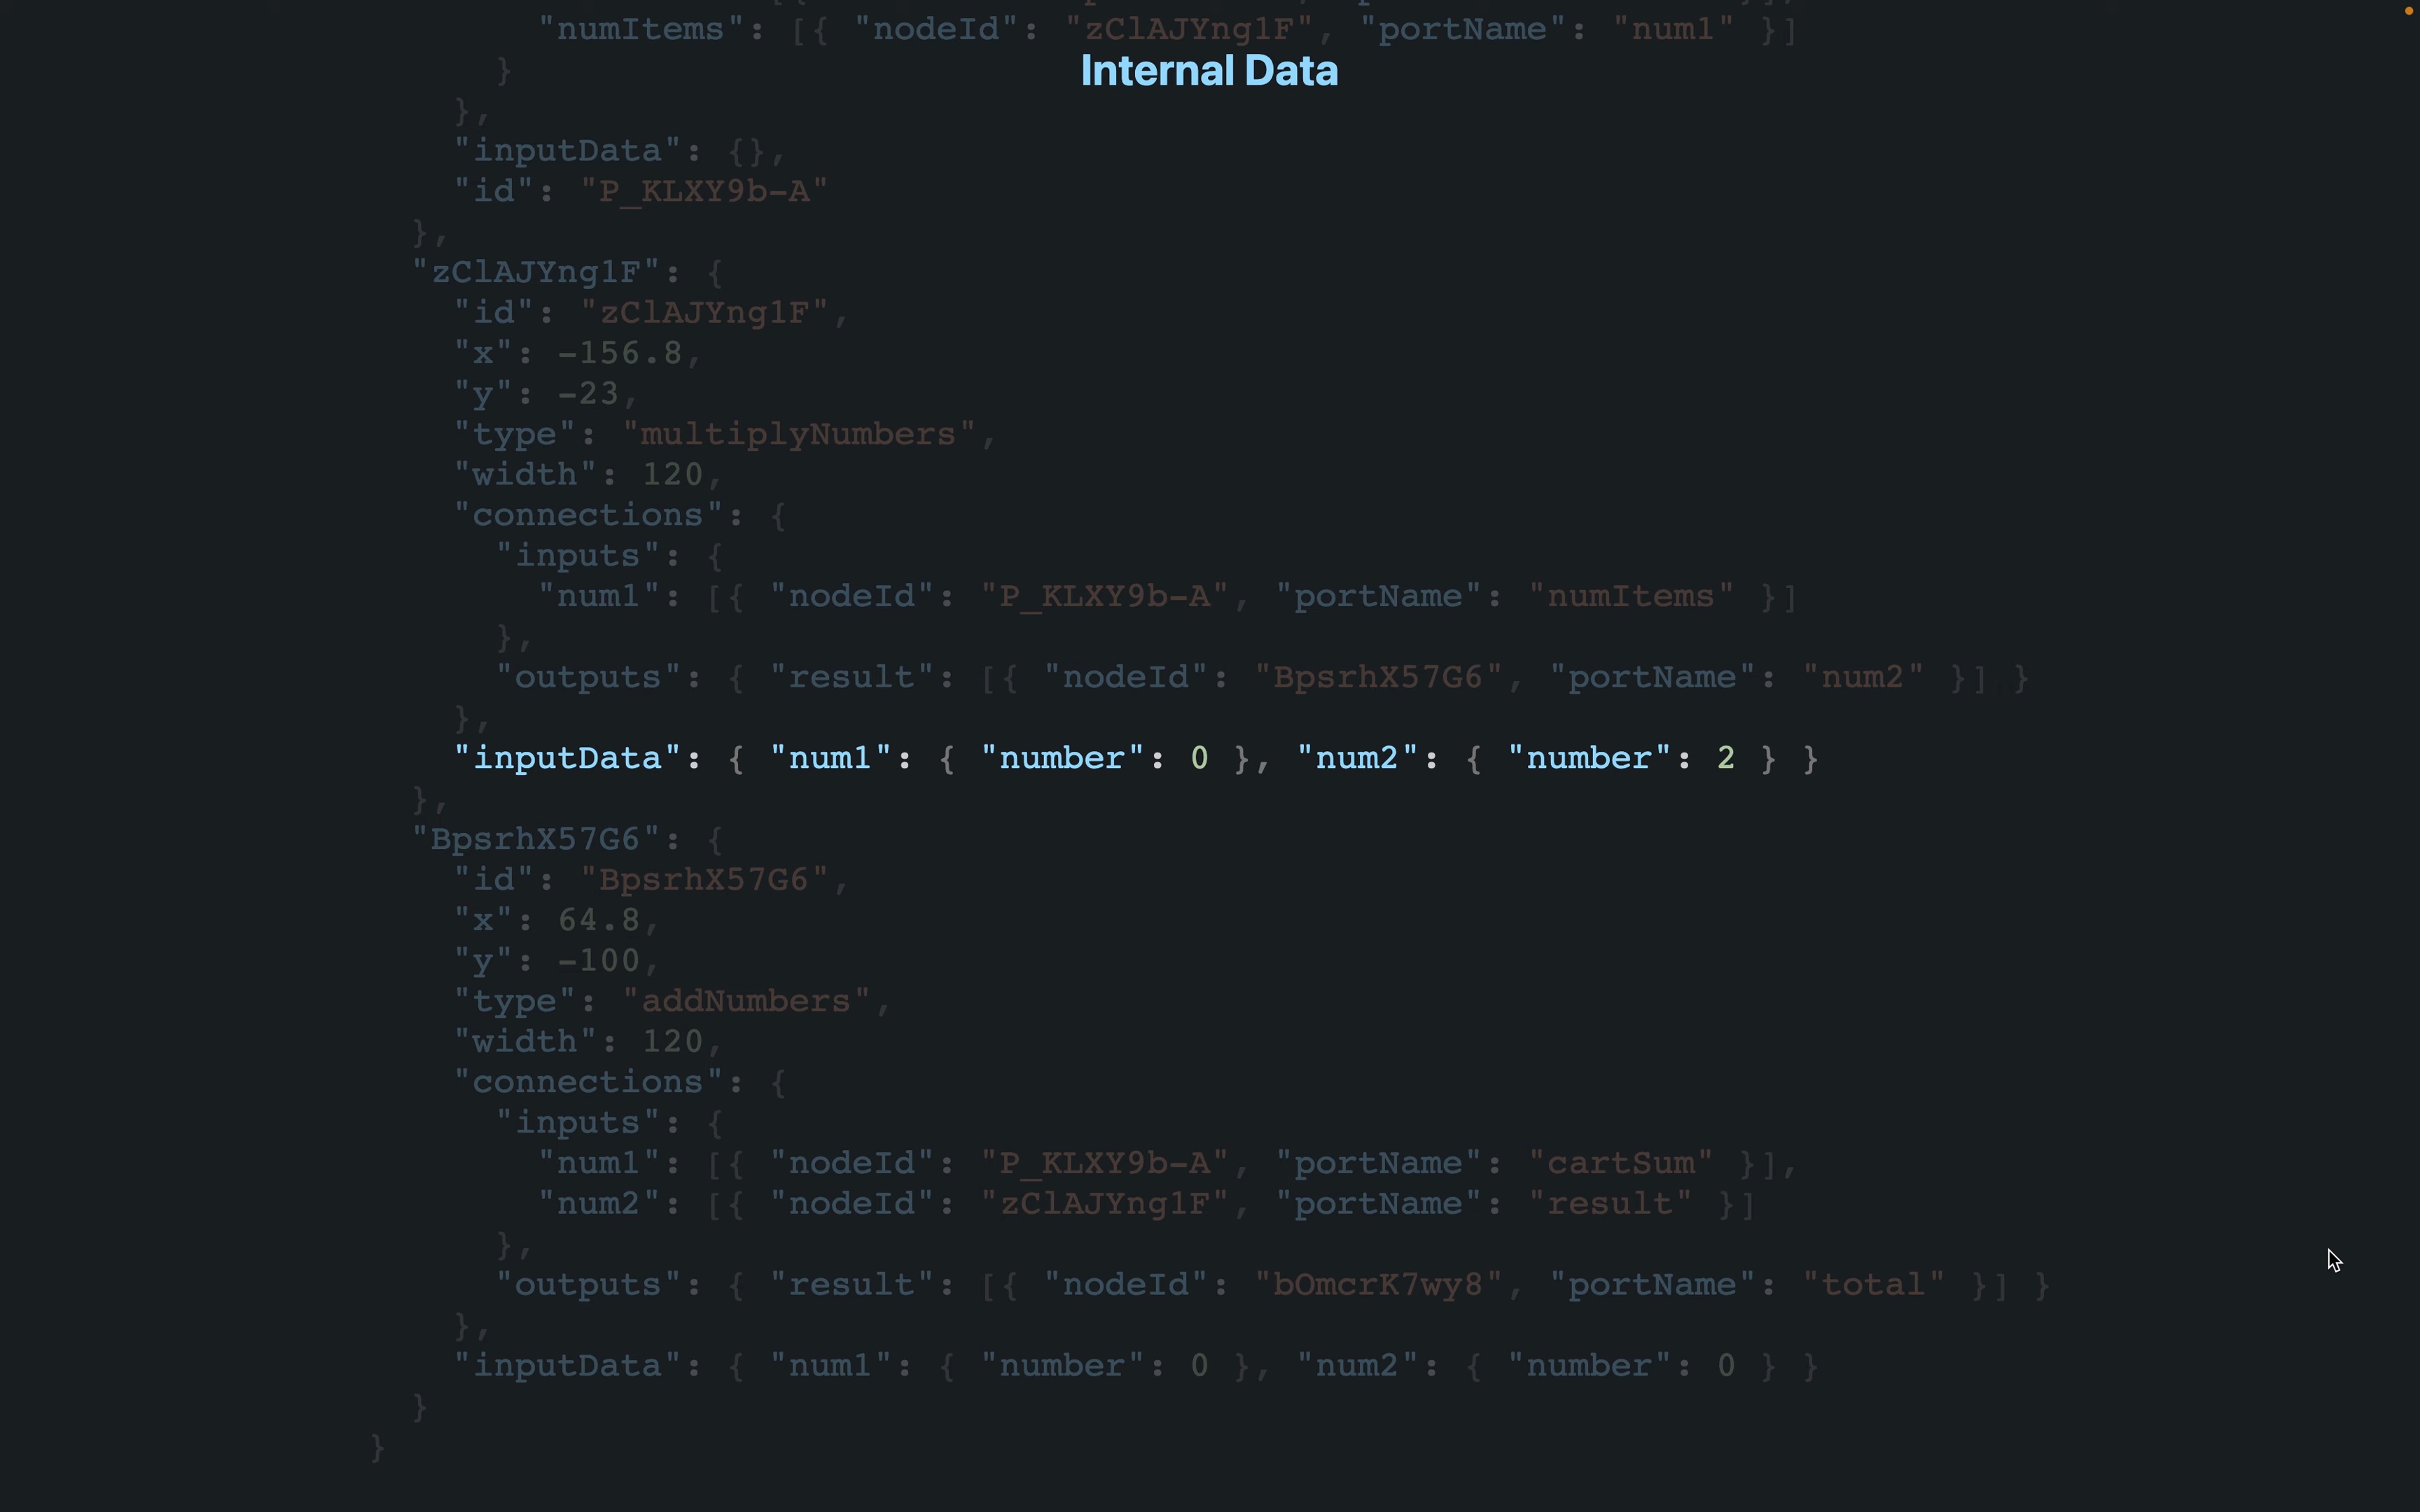 "numItems": [{ "nodeId": "zClAJYng1F", "portName": "num1" }]
}
Internal Data
},
"inputData": {},
"id": "P_KLXY9b-A"
},
"zClAJYng1F": {
"id": "zClAJYng1F",
"x": -156.8,
"y": -23,
"type": "multiplyNumbers",
"width": 120,
"connections": {
"inputs": {
"num1": [{ "nodeId": "P_KLXY9b-A", "portName": "numItems" }]
},
"outputs": { "result": [{ "nodeId": "BpsrhX57G6", "portName": "num2" }] }
},
"inputData": { "num1": { "number": 0 }, "num2": { "number": 2 } }
},
"BpsrhX57G6": {
"id": "BpsrhX57G6",
"x": 64.8,
"y": -100,
"type": "addNumbers",
"width": 120,
"connections": {
"inputs": {
"num1": [{ "nodeId": "P_KLXY9b-A", "portName": "cartSum" }],
"num2": [{ "nodeId": "zClAJYng1F", "portName": "result" }]
},
"outputs": { "result": [{ "nodeId": "bOmcrK7wy8", "portName": "total" }] }
},
"inputData": { "num1": { "number": 0 }, "num2": { "number": 0 } }
}
}